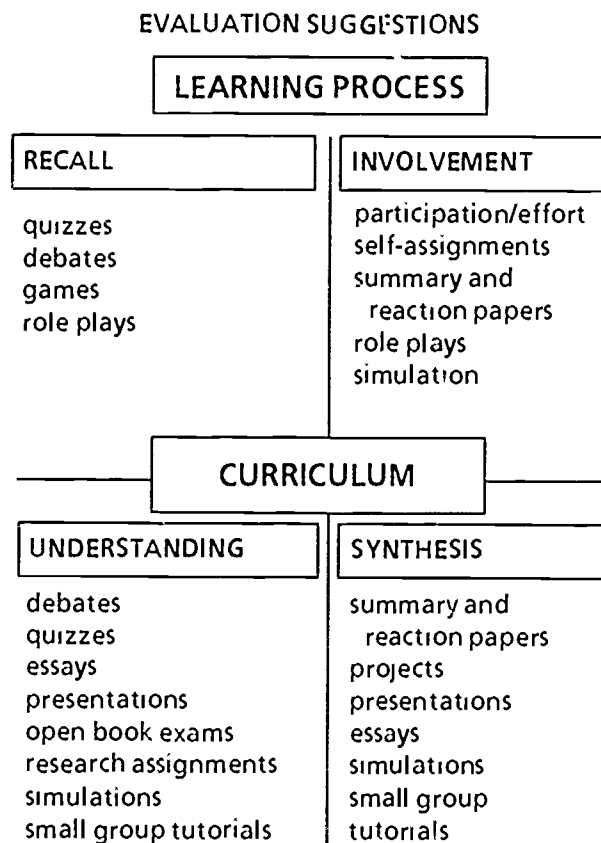 EVALUATION SUGGESTIONS
LEARNING PROCESS
RECALL
quizzes
debates
games
role plays
INVOLVEMENT
participation/effort
self-assignments
summary and
reaction papers
role plays
simulation
CURRICULUM
UNDERSTANDING
debates
quizzes
essays
presentations
open book exams
research assignments
simulations
small group tutorials
SYNTHESIS
summary and
reaction papers
projects
presentations
essays
simulations
small group
tutorials